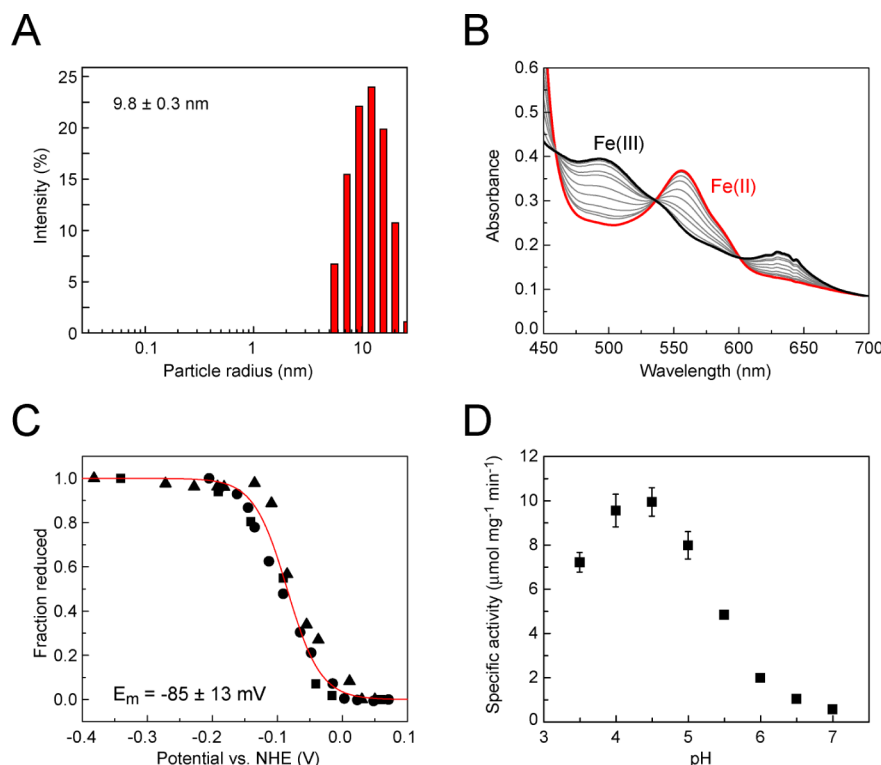 A
25
20
15
10
5
0
Intensity (%)
9.8 ± 0.3 nm
0.1
1
10
Particle radius (nm)
B
0.6
0.5
0.4
0.3
0.2
0.1
0.0
Absorbance
Fe(III)
Fe(II)
450
500
550
600
650
700
Wavelength (nm)
C
1.0
0.8
0.6
0.4
0.2
0.0
Fraction reduced
Em = -85 ± 13 mV
-0.4
-0.3
-0.2
-0.1
0.0
0.1
Potential vs. NHE (V)
D
12
10
8
6
4
2
0
Specific activity (μmol mg⁻¹ min⁻¹)
3
4
5
6
7
pH